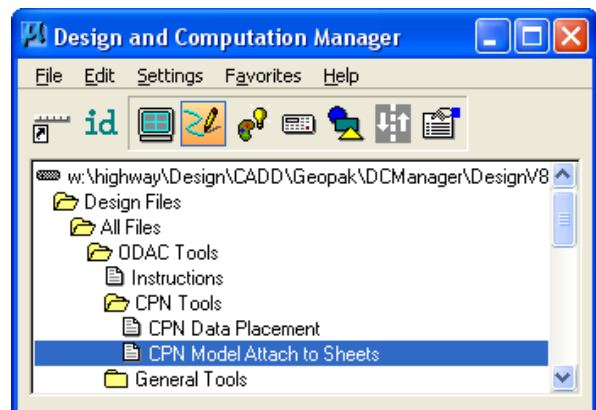 Design and Computation Manager
File Edit Settings Favorites Help
id
w:\highway\Design\CADD\Geopak\DCManager\DesignV8
Design Files
All Files
ODAC Tools
Instructions
CPN Tools
CPN Data Placement
CPN Model Attach to Sheets
General Tools